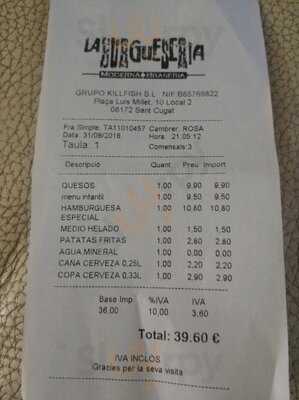 LA
BURGUESERIA
MODERNA BRASERIA
GRUPO KILLFISH S.L. NIF:B65769822
Plaça Luis Millet, 10 Local 2
08172 Sant Cugat
Fra.Simple: TA11010457 Cambrer: ROSA
Data: 31/08/2018 Hora: 21:05:12
Taula: 1 Comensals:3
Descripció Quant. Preu Import
QUESOS 1,00 9,90 9,90
menu infantil 1,00 9,50 9,50
HAMBURGUESA 1,00 10,60 10,60
ESPECIAL
MEDIO HELADO 1,00 1,50 1,50
PATATAS FRITAS 1,00 2,60 2,60
AGUA MINERAL 1,00 0,00 0,00
CAÑA CERVEZA 0,25L 1,00 2,20 2,20
COPA CERVEZA 0,33L 1,00 2,90 2,90
Base Imp %IVA IVA
36,00 10,00 3,60
Total: 39.60 €
IVA INCLOS
Gracies per la seva visita